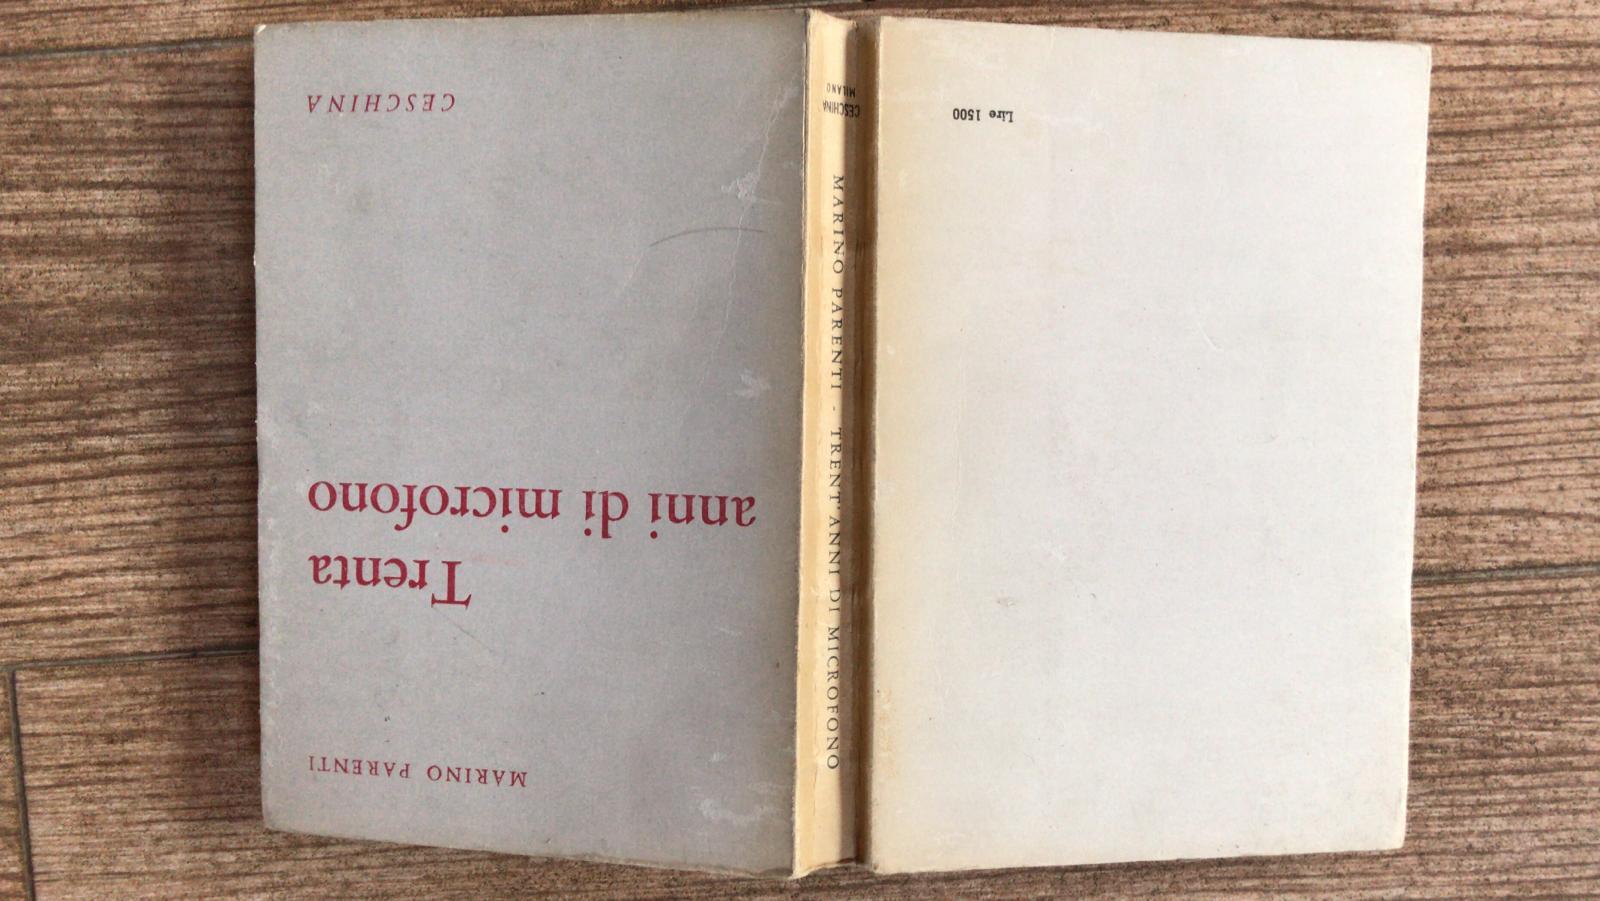 MARINO PARENTI
Trenta
anni di microfono
CESCHINA
MARINO PARENTI - TRENT'ANNI DI MICROFONO
CESCHINA
MILANO
Lire 1500